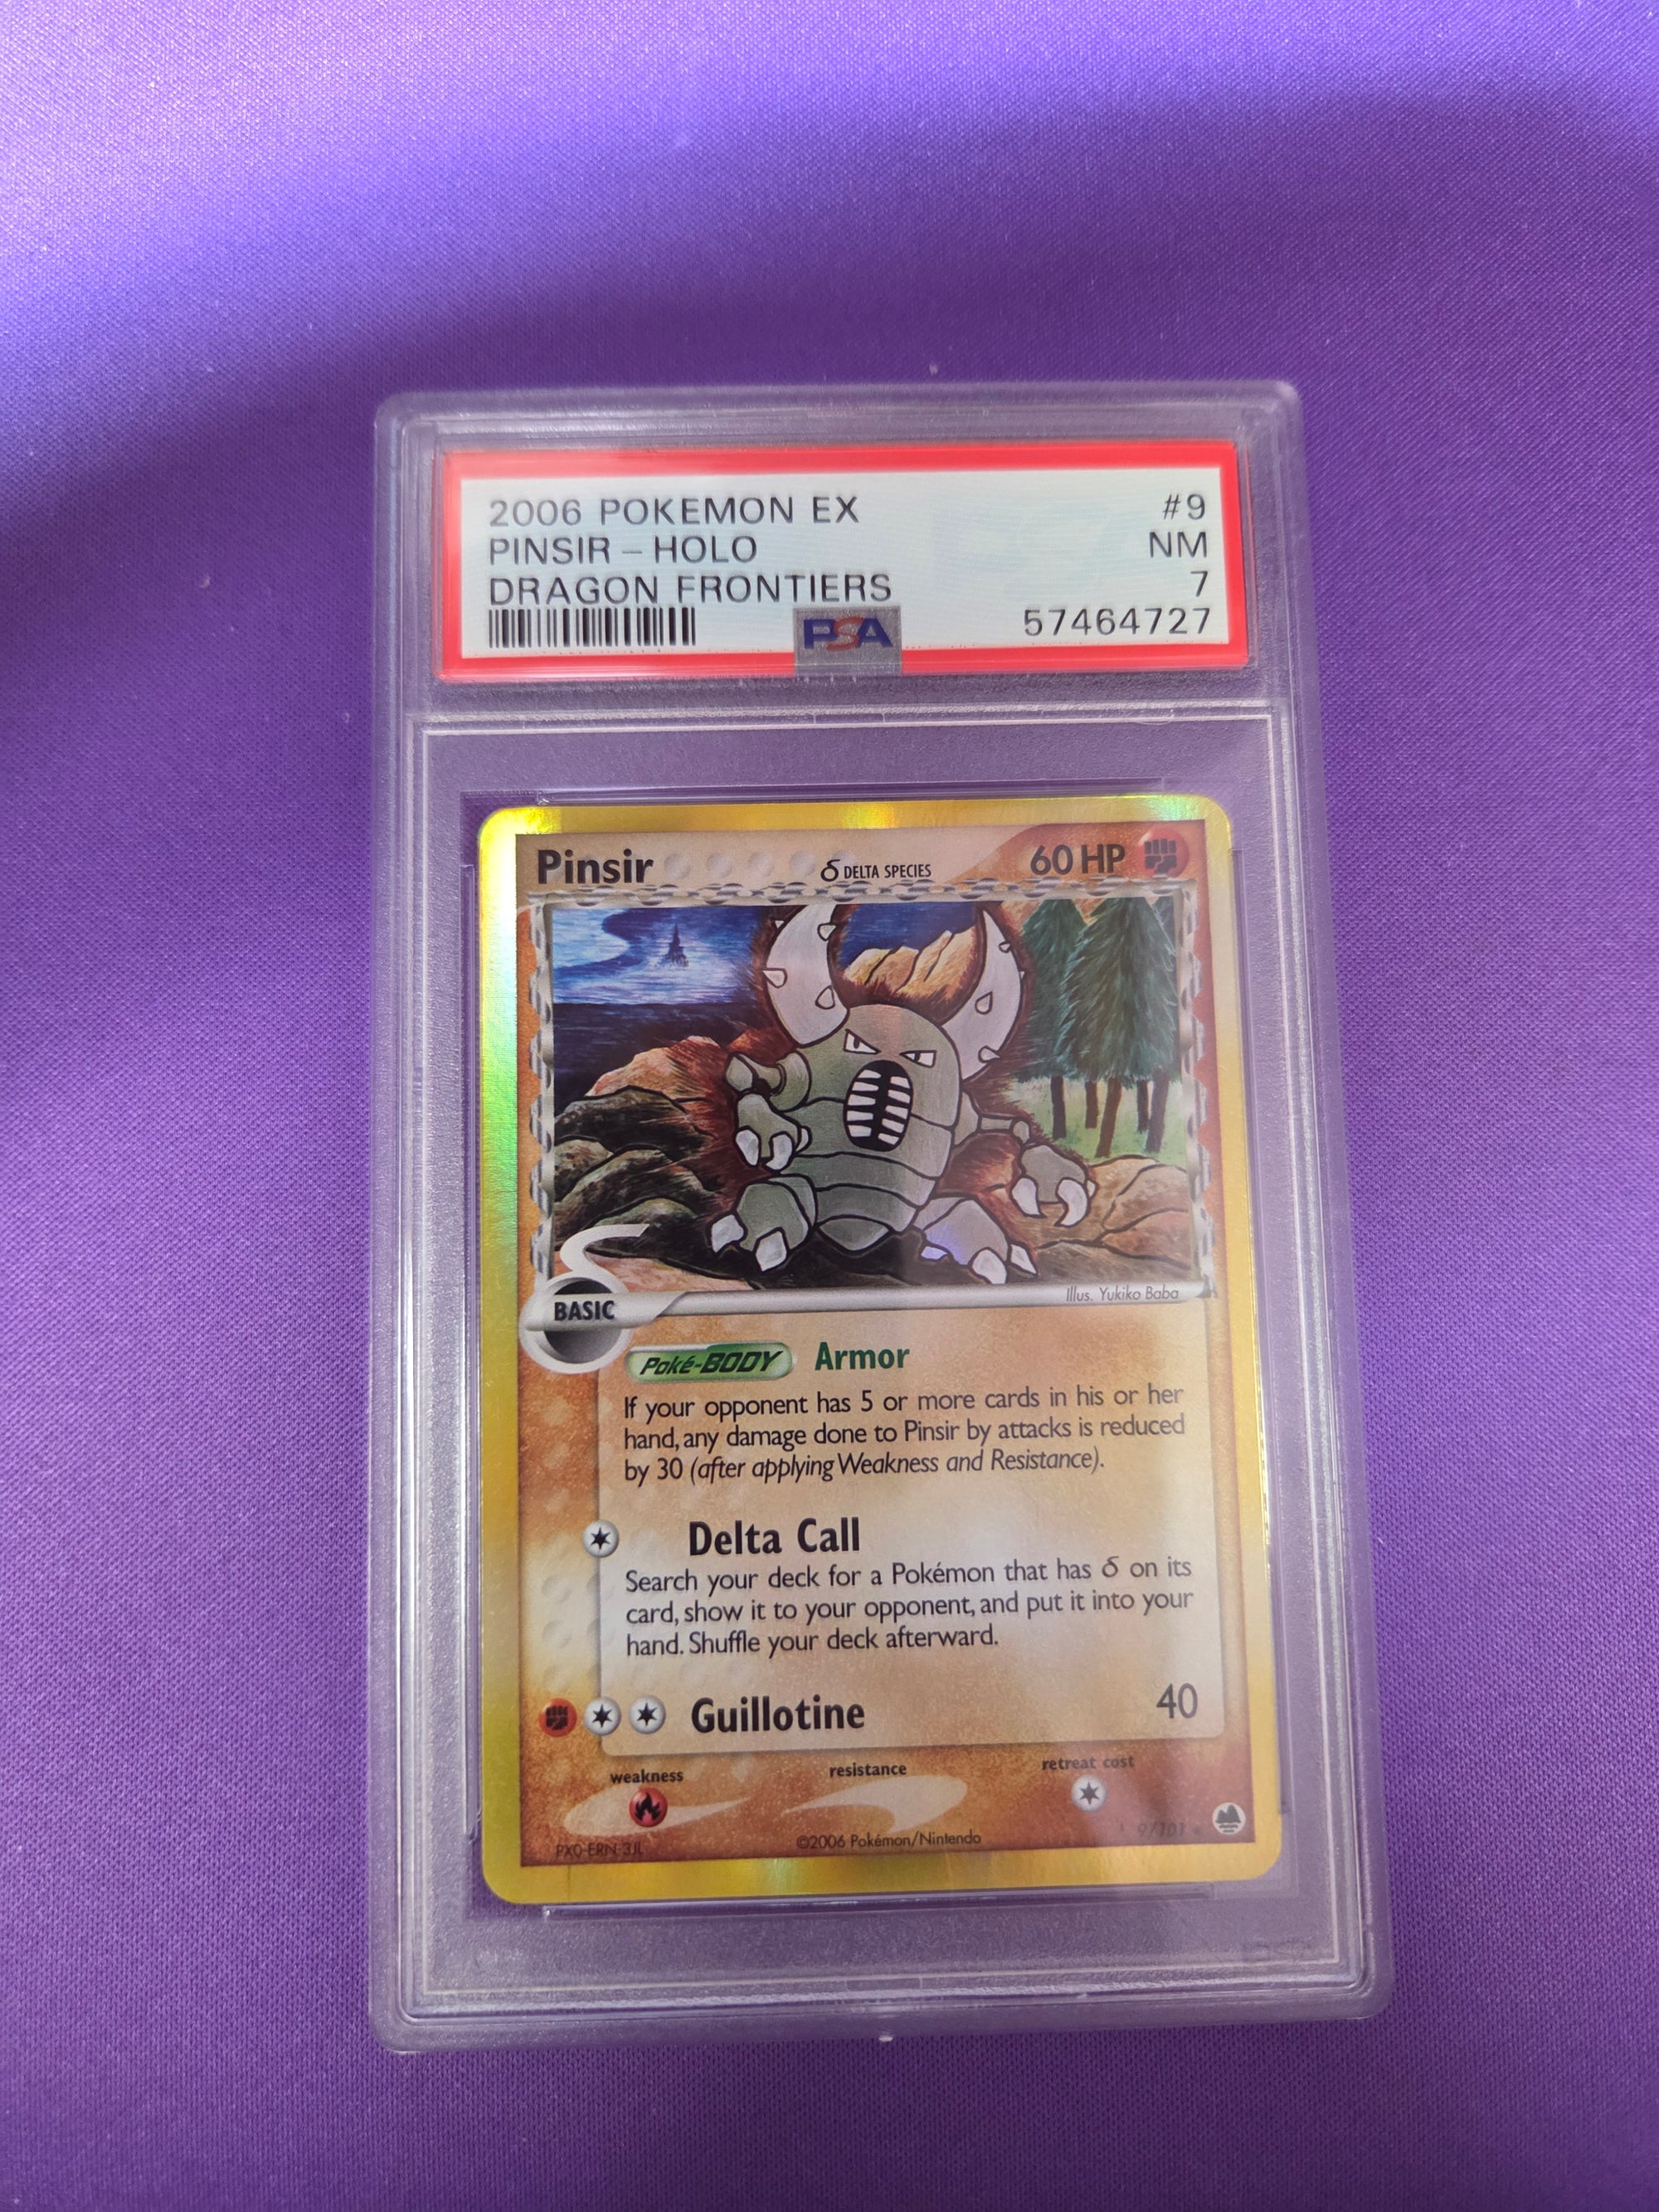 2006 POKEMON EX #9
PINSIR – HOLO NM
DRAGON FRONTIERS 7
PSA 57464727
Pinsir δ DELTA SPECIES 60 HP
Illus. Yukiko Baba
BASIC
Poké-BODY Armor
If your opponent has 5 or more cards in his or her
hand, any damage done to Pinsir by attacks is reduced
by 30 (after applying Weakness and Resistance).
Delta Call
Search your deck for a Pokémon that has δ on its
card, show it to your opponent, and put it into your
hand. Shuffle your deck afterward.
Guillotine 40
weakness resistance retreat cost
©2006 Pokémon/Nintendo 9/101